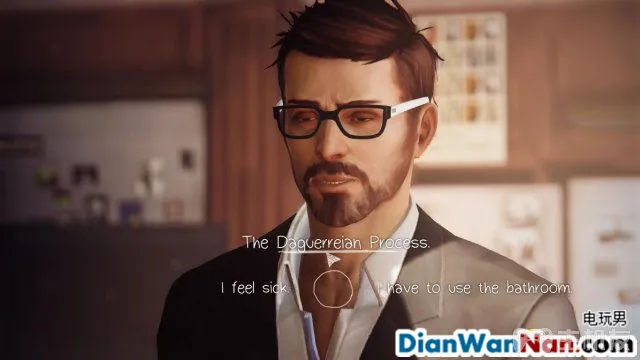 The Daguerreian Process.
I feel sick.
I have to use the bathroom.
电玩男
DianWanNan.com